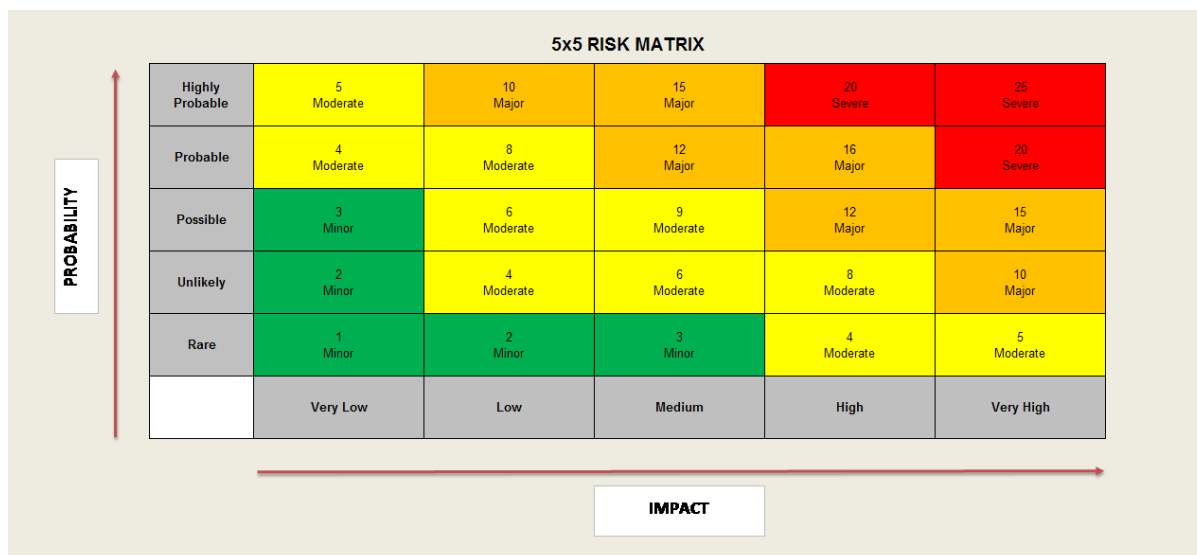 5x5 RISK MATRIX
Highly
Probable
5
Moderate
10
Major
15
Major
20
Severe
25
Severe
Probable
4
Moderate
8
Moderate
12
Major
16
Major
20
Severe
PROBABILITY
Possible
3
Minor
6
Moderate
9
Moderate
12
Major
15
Major
Unlikely
2
Minor
4
Moderate
6
Moderate
8
Moderate
10
Major
Rare
1
Minor
2
Minor
3
Minor
4
Moderate
5
Moderate
Very Low
Low
Medium
High
Very High
IMPACT